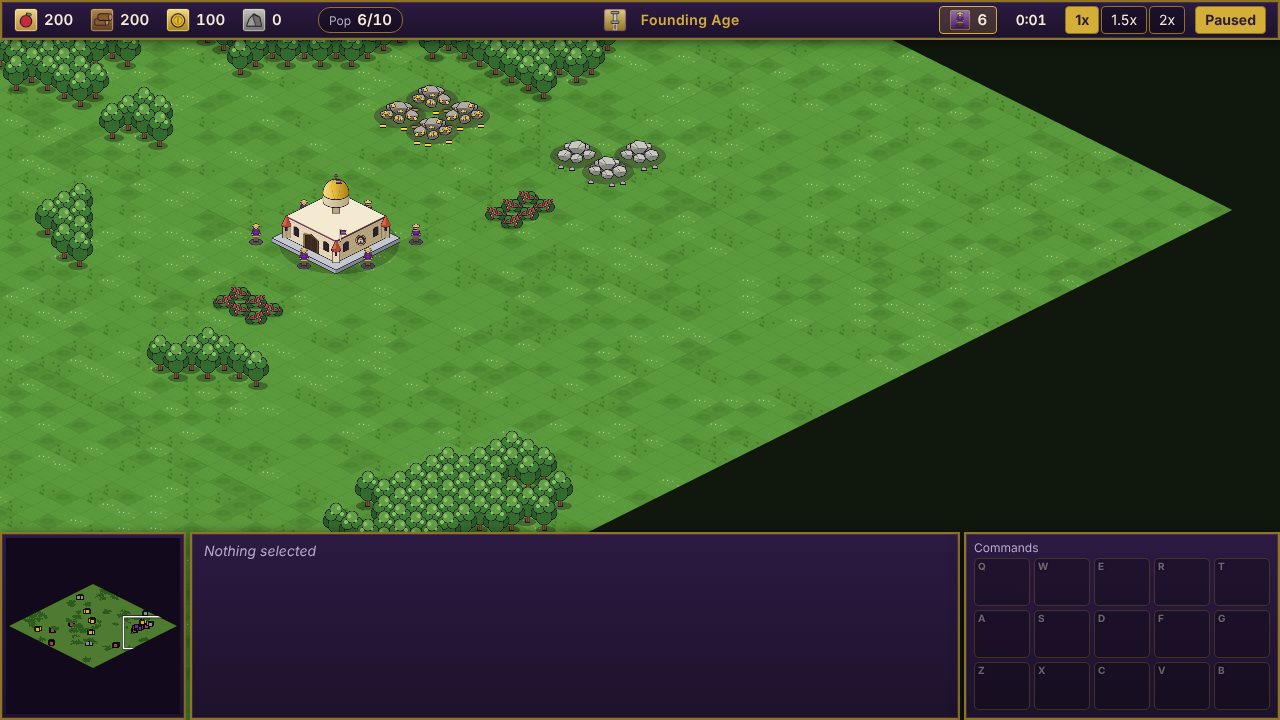 200 200 100 0 Pop 6/10 Founding Age 6 0:01 1x 1.5x 2x Paused
Nothing selected
Commands
Q W E R T
A S D F G
Z X C V B